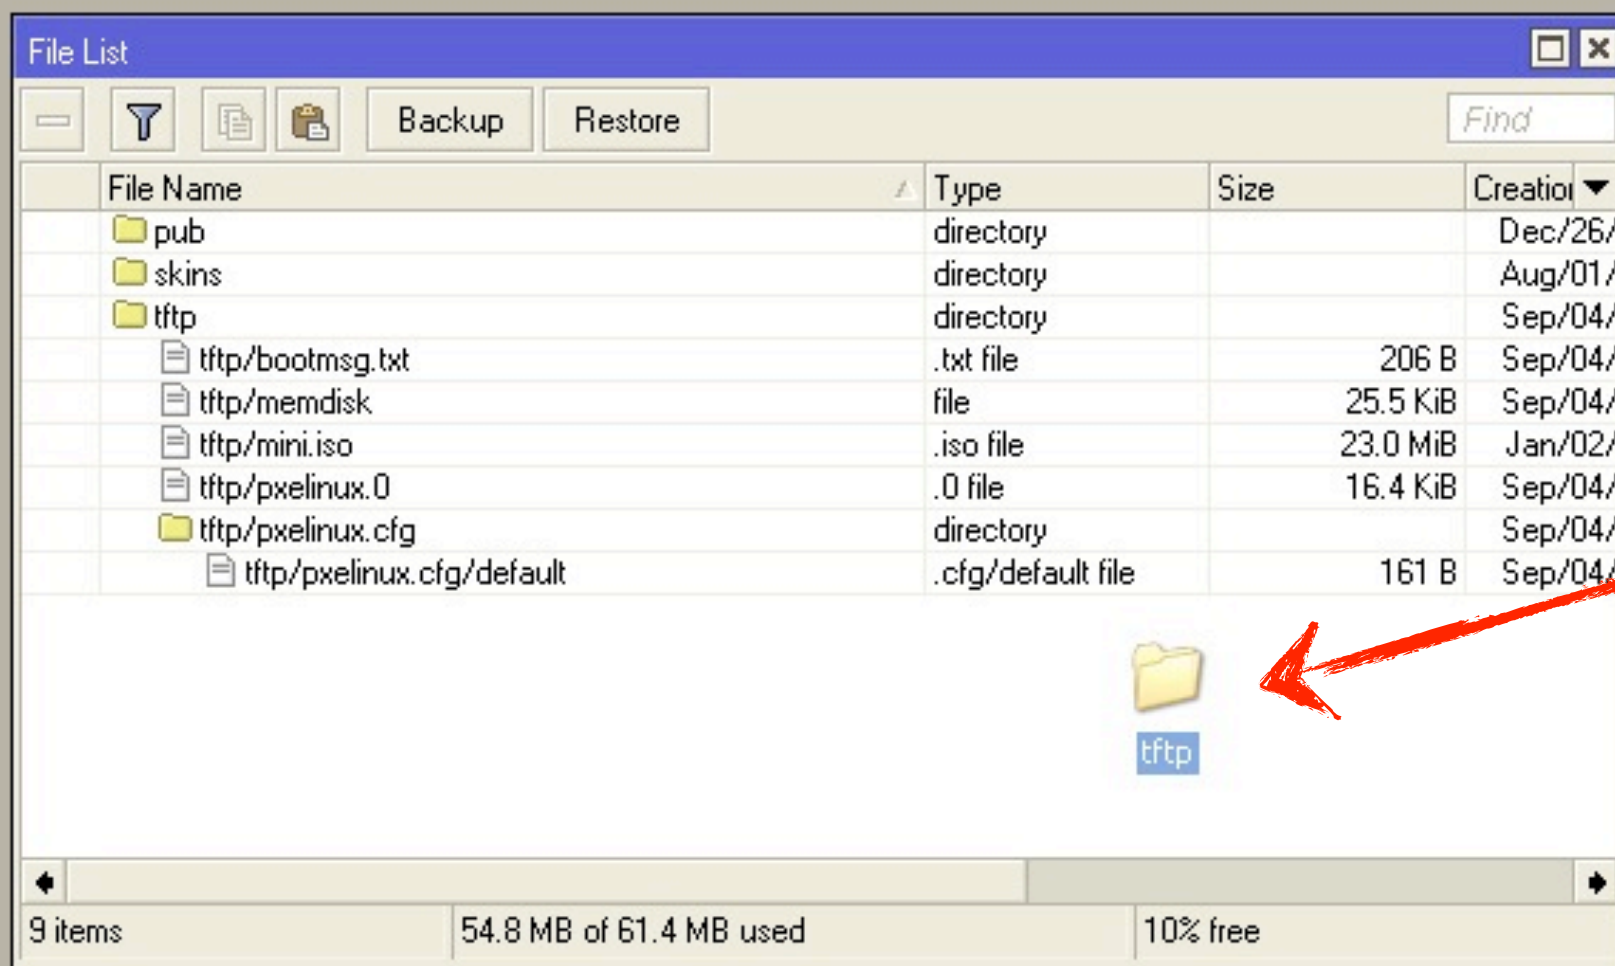 File List
Backup Restore Find
File Name Type Size Creation
pub directory Dec/26/
skins directory Aug/01/
tftp directory Sep/04/
tftp/bootmsg.txt .txt file 206 B Sep/04/
tftp/memdisk file 25.5 KiB Sep/04/
tftp/mini.iso .iso file 23.0 MiB Jan/02/
tftp/pxelinux.0 .0 file 16.4 KiB Sep/04/
tftp/pxelinux.cfg directory Sep/04/
tftp/pxelinux.cfg/default .cfg/default file 161 B Sep/04/
tftp
9 items 54.8 MB of 61.4 MB used 10% free